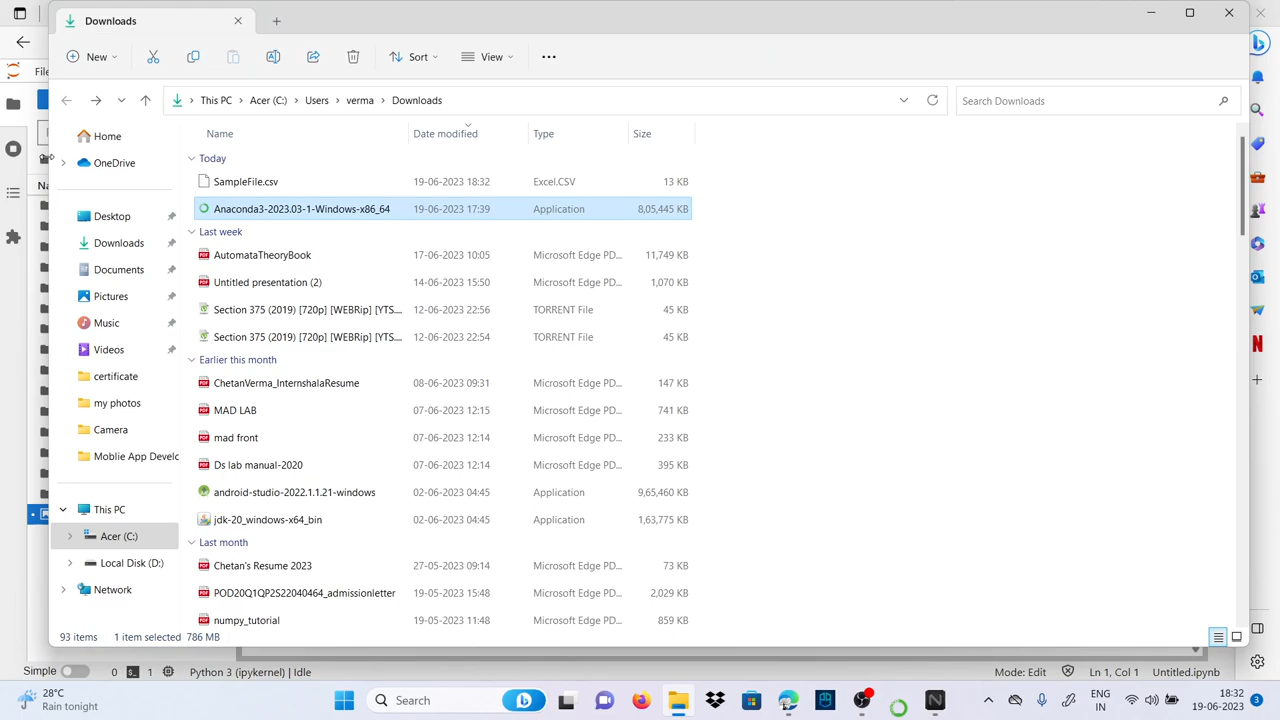 Downloads
New
Sort
View
This PC
Acer (C:)
Users
verma
Downloads
Search Downloads
File
Name
Date modified
Type
Size
Home
OneDrive
Desktop
Downloads
Documents
Pictures
Music
Videos
certificate
my photos
Camera
Moblie App Develo
This PC
Acer (C:)
Local Disk (D:)
Network
Today
SampleFile.csv 19-06-2023 18:32 Excel.CSV 13 KB
Anaconda3-2023.03-1-Windows-x86_64 19-06-2023 17:39 Application 8,05,445 KB
Last week
AutomataTheoryBook 17-06-2023 10:05 Microsoft Edge PD... 11,749 KB
Untitled presentation (2) 14-06-2023 15:50 Microsoft Edge PD... 1,070 KB
Section 375 (2019) [720p] [WEBRip] [YTS.... 12-06-2023 22:56 TORRENT File 45 KB
Section 375 (2019) [720p] [WEBRip] [YTS.... 12-06-2023 22:54 TORRENT File 45 KB
Earlier this month
ChetanVerma_InternshalaResume 08-06-2023 09:31 Microsoft Edge PD... 147 KB
MAD LAB 07-06-2023 12:15 Microsoft Edge PD... 741 KB
mad front 07-06-2023 12:14 Microsoft Edge PD... 233 KB
Ds lab manual-2020 07-06-2023 12:14 Microsoft Edge PD... 395 KB
android-studio-2022.1.1.21-windows 02-06-2023 04:45 Application 9,65,460 KB
jdk-20_windows-x64_bin 02-06-2023 04:45 Application 1,63,775 KB
Last month
Chetan's Resume 2023 27-05-2023 09:14 Microsoft Edge PD... 73 KB
POD20Q1QP2S22040464_admissionletter 19-05-2023 15:48 Microsoft Edge PD... 2,029 KB
numpy_tutorial 19-05-2023 11:48 Microsoft Edge PD... 859 KB
93 items 1 item selected 786 MB
Simple 0 1 Python 3 (ipykernel) | Idle Mode: Edit Ln 1, Col 1 Untitled.ipynb
28°C
Rain tonight
Search
ENG
IN
18:32
19-06-2023
3